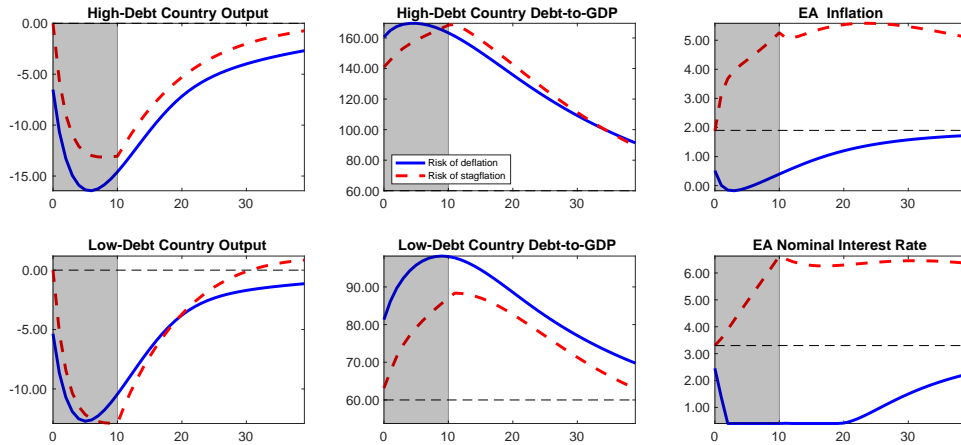 High-Debt Country Output
0.00
-5.00
-10.00
-15.00
0 10 20 30
High-Debt Country Debt-to-GDP
160.00
140.00
120.00
100.00
80.00
60.00
Risk of deflation
Risk of stagflation
0 10 20 30
EA Inflation
5.00
4.00
3.00
2.00
1.00
0.00
0 10 20 30
Low-Debt Country Output
0.00
-5.00
-10.00
0 10 20 30
Low-Debt Country Debt-to-GDP
90.00
80.00
70.00
60.00
0 10 20 30
EA Nominal Interest Rate
6.00
5.00
4.00
3.00
2.00
1.00
0 10 20 30